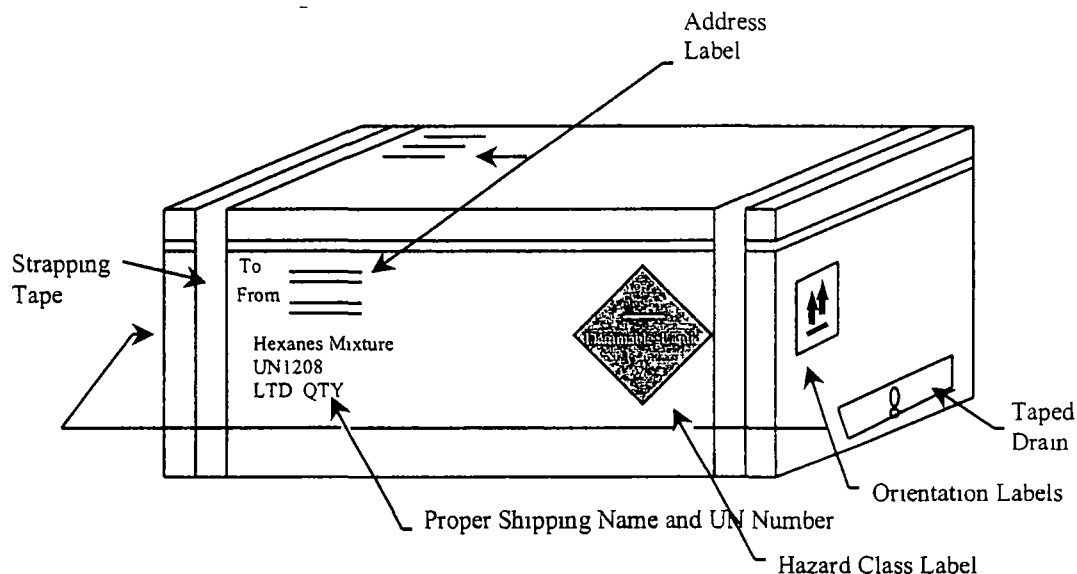 Address
Label
Strapping
Tape
To
From
Hexanes Mixture
UN1208
LTD QTY
Taped
Drain
Orientation Labels
Proper Shipping Name and UN Number
Hazard Class Label